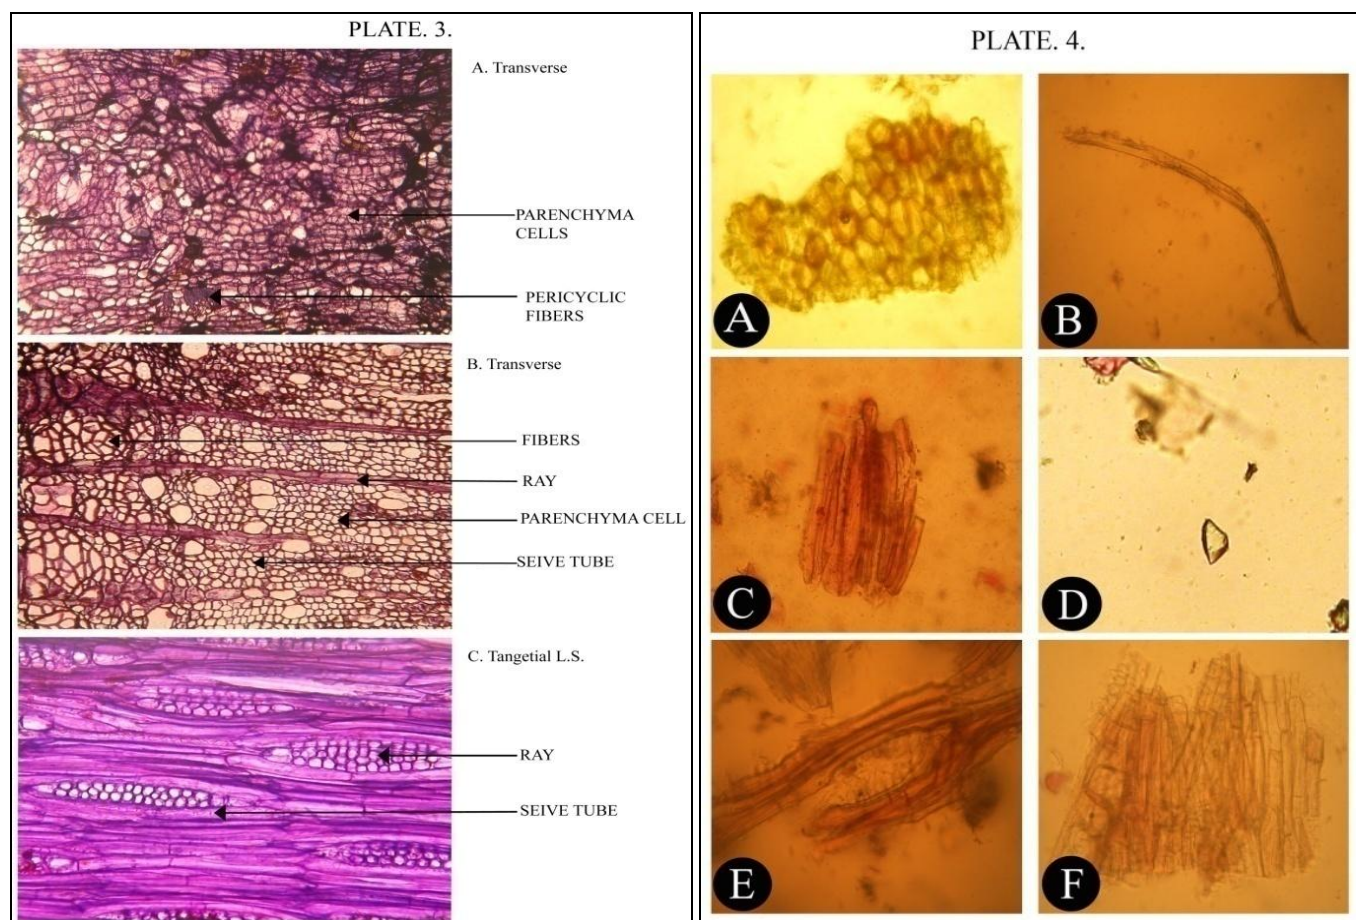 PLATE. 3.
A. Transverse
PARENCHYMA
CELLS
PERICYCLIC
FIBERS
B. Transverse
FIBERS
RAY
PARENCHYMA CELL
SEIVE TUBE
C. Tangetial L.S.
RAY
SEIVE TUBE
PLATE. 4.
A
B
C
D
E
F